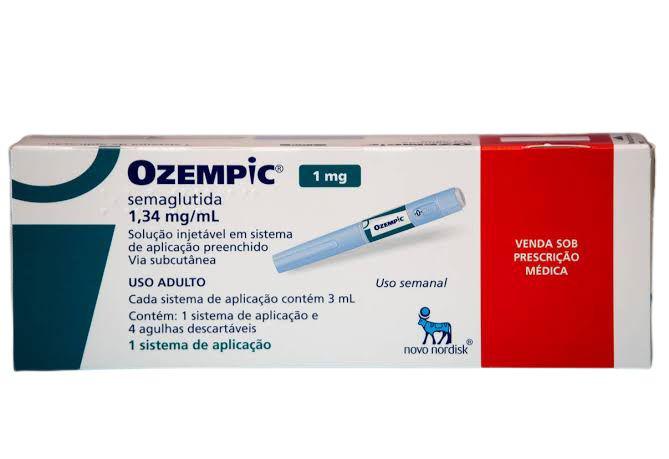 OZEMPIC® 1 mg
semaglutida
1,34 mg/mL
Solução injetável em sistema
de aplicação preenchido
Via subcutânea
OZEMPIC
USO ADULTO
Uso semanal
Cada sistema de aplicação contém 3 mL
Contém: 1 sistema de aplicação e
4 agulhas descartáveis
1 sistema de aplicação
novo nordisk®
VENDA SOB
PRESCRIÇÃO
MÉDICA